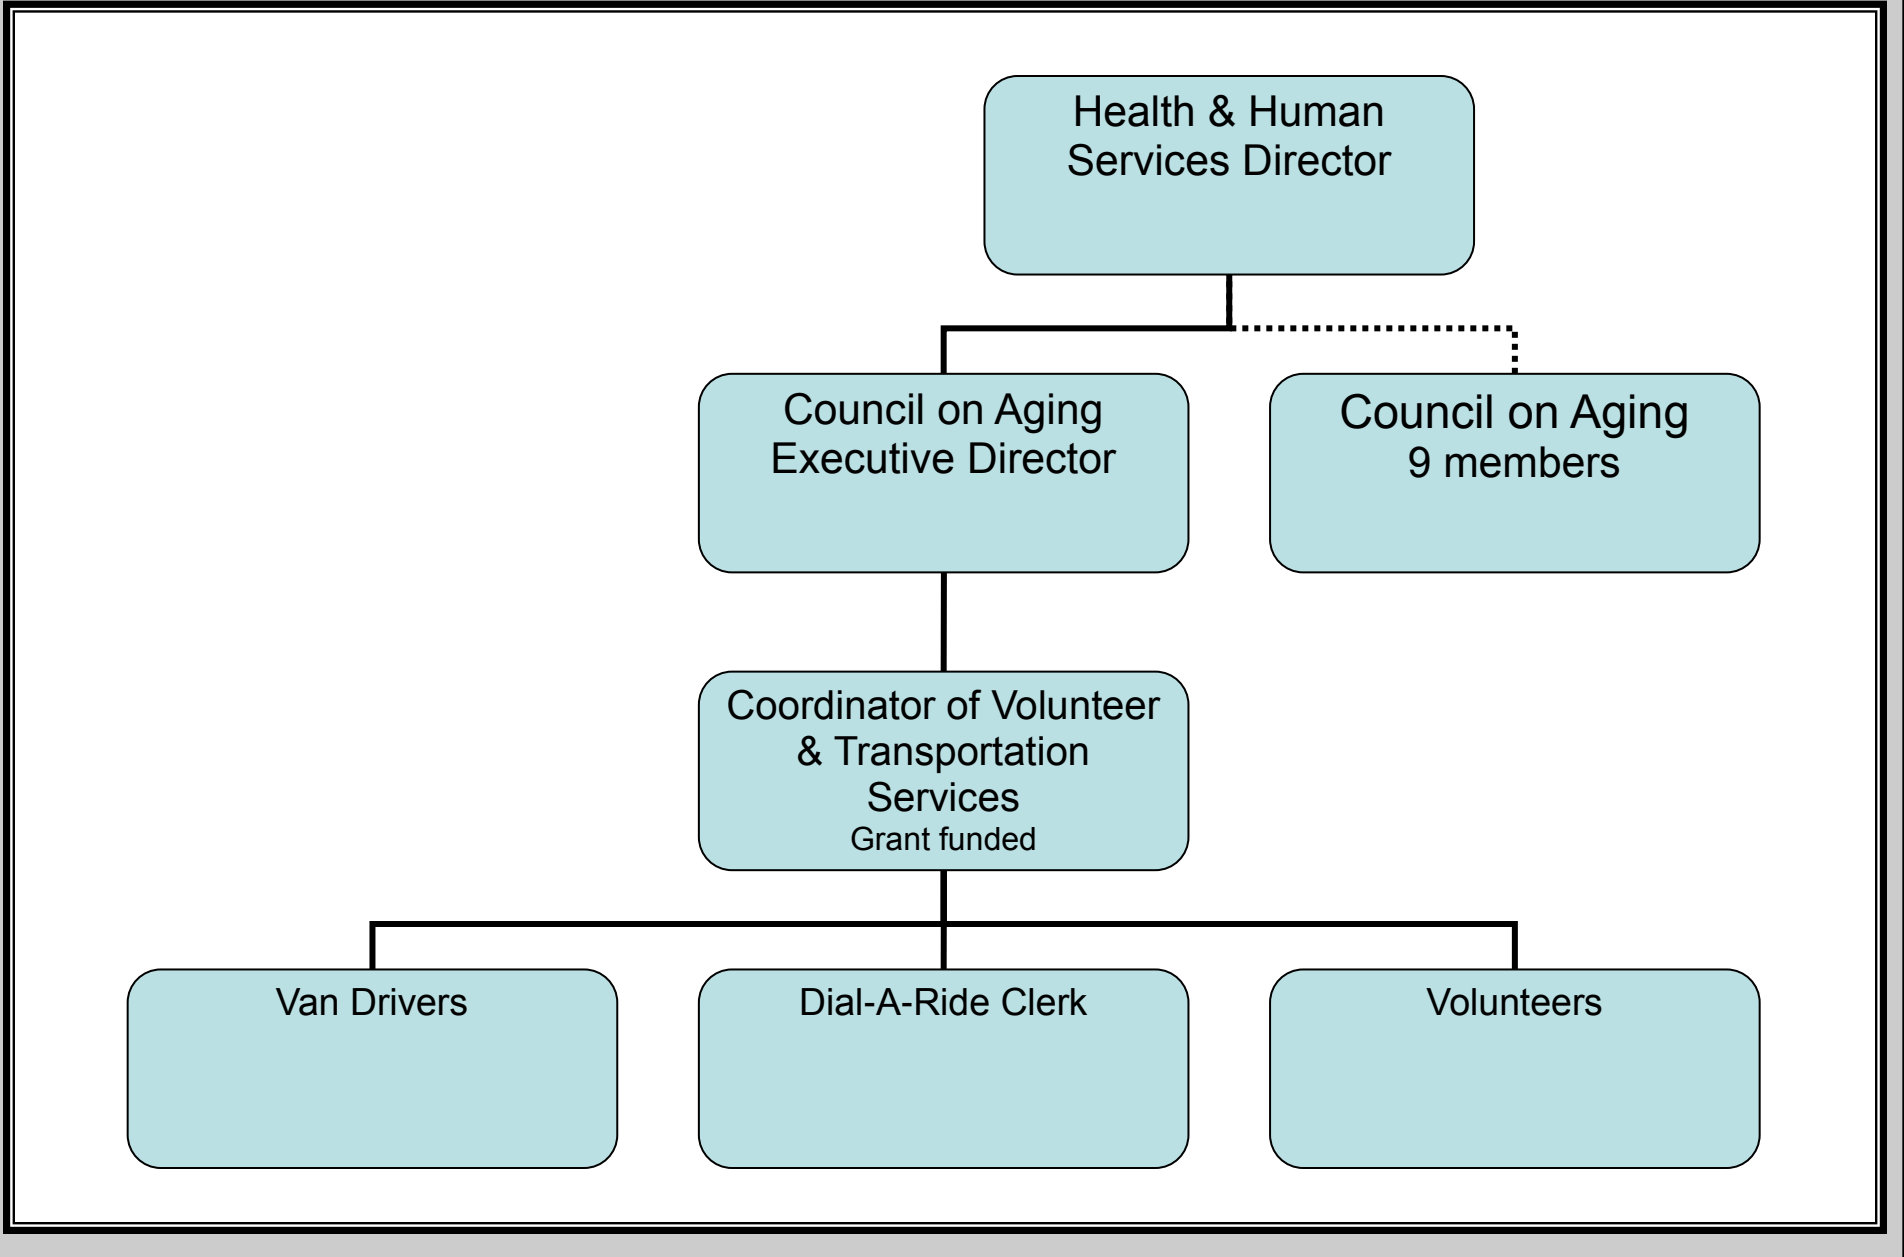 Health & Human
Services Director
Council on Aging
Executive Director
Council on Aging
9 members
Coordinator of Volunteer
& Transportation
Services
Grant funded
Van Drivers
Dial-A-Ride Clerk
Volunteers